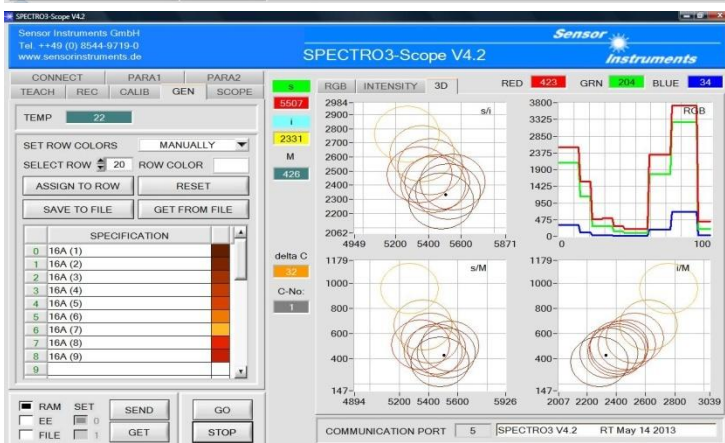 SPECTRO3-Scope V4.2
Sensor Instruments GmbH
Tel. ++49 (0) 8544-9719-0
www.sensorinstruments.de
SPECTRO3-Scope V4.2
Sensor
Instruments
CONNECT PARA1 PARA2
TEACH REC CALIB GEN SCOPE
TEMP 22
SET ROW COLORS MANUALLY
SELECT ROW 20 ROW COLOR
ASSIGN TO ROW RESET
SAVE TO FILE GET FROM FILE
SPECIFICATION
0 16A (1)
1 16A (2)
2 16A (3)
3 16A (4)
4 16A (5)
5 16A (6)
6 16A (7)
7 16A (8)
8 16A (9)
9
RAM SET SEND GO
EE 0
FILE 1 GET STOP
s
5507
i
2331
M
426
delta C
32
C-No:
1
RGB INTENSITY 3D RED 423 GRN 204 BLUE 34
s/i
2984
2900
2800
2700
2600
2500
2400
2300
2200
2062
4949 5200 5400 5600 5871
RGB
3800
3325
2850
2375
1900
1425
950
475
0
0 100
s/M
1179
1000
800
600
400
147
4894 5200 5400 5600 5926
i/M
1179
1000
800
600
400
147
2007 2200 2400 2600 2800 3039
COMMUNICATION PORT 5 SPECTRO3 V4.2 RT May 14 2013